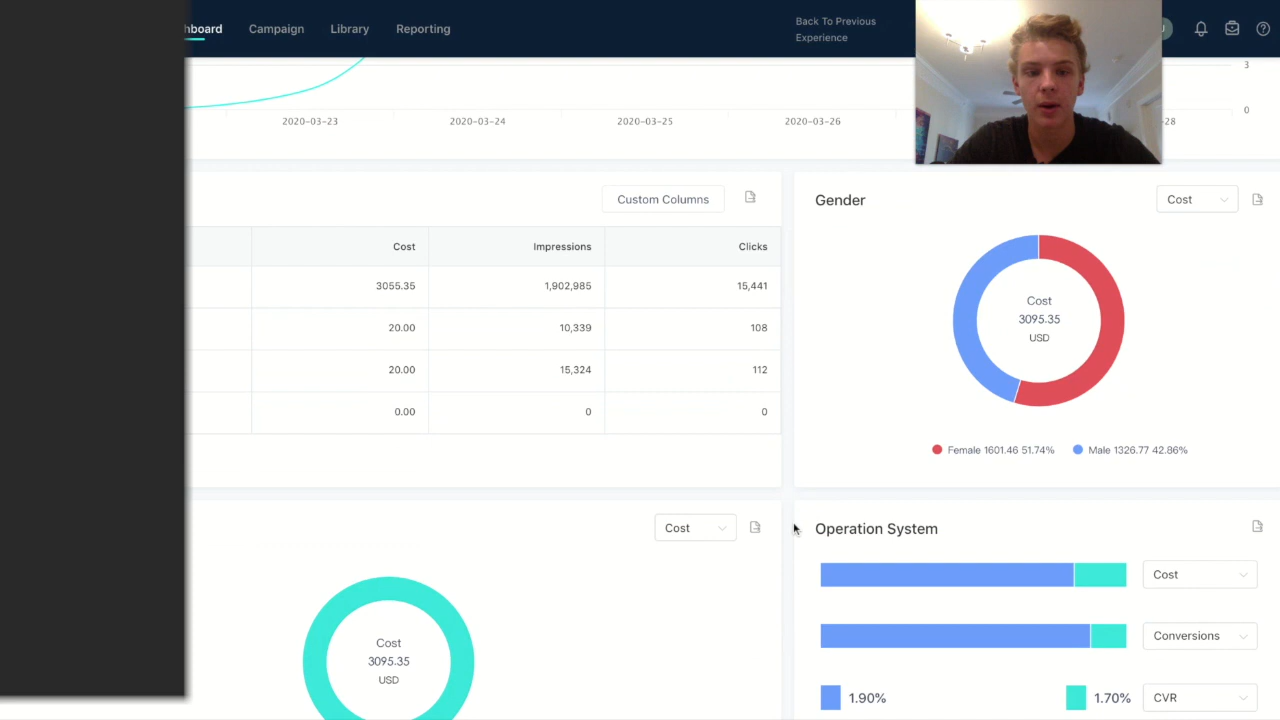 hboard Campaign Library Reporting Back To Previous
Experience
3
0
2020-03-23 2020-03-24 2020-03-25 2020-03-26 -28
Custom Columns
Cost Impressions Clicks
3055.35 1,902,985 15,441
20.00 10,339 108
20.00 15,324 112
0.00 0 0
Gender Cost
Cost
3095.35
USD
Female 1601.46 51.74% Male 1326.77 42.86%
Cost
Cost
3095.35
USD
Operation System
Cost
Conversions
1.90% 1.70% CVR